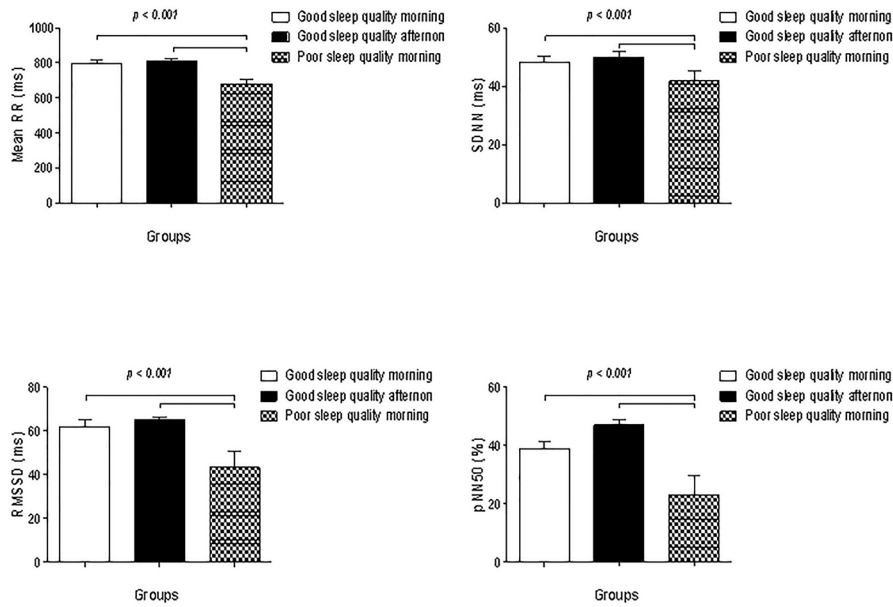 p < 0.001
Good sleep quality morning
Good sleep quality afternon
Poor sleep quality morning
Mean RR (ms)
1000
800
600
400
200
0
Groups
p < 0.001
Good sleep quality morning
Good sleep quality afternon
Poor sleep quality morning
SDNN (ms)
60
40
20
0
Groups
p < 0.001
Good sleep quality morning
Good sleep quality afternon
Poor sleep quality morning
RMSSD (ms)
80
60
40
20
0
Groups
p < 0.001
Good sleep quality morning
Good sleep quality afternon
Poor sleep quality morning
pNN50 (%)
60
40
20
0
Groups